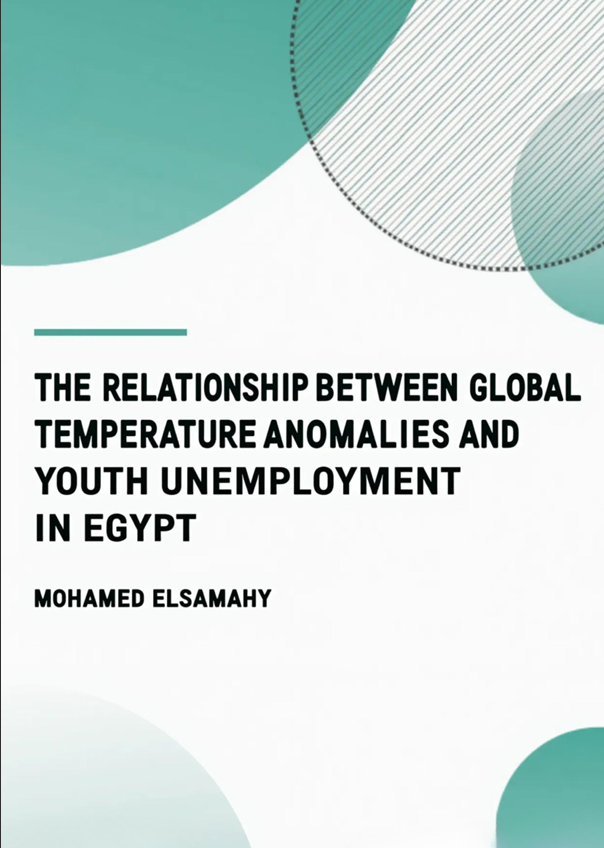 THE RELATIONSHIP BETWEEN GLOBAL
TEMPERATURE ANOMALIES AND
YOUTH UNEMPLOYMENT
IN EGYPT
MOHAMED ELSAMAHY